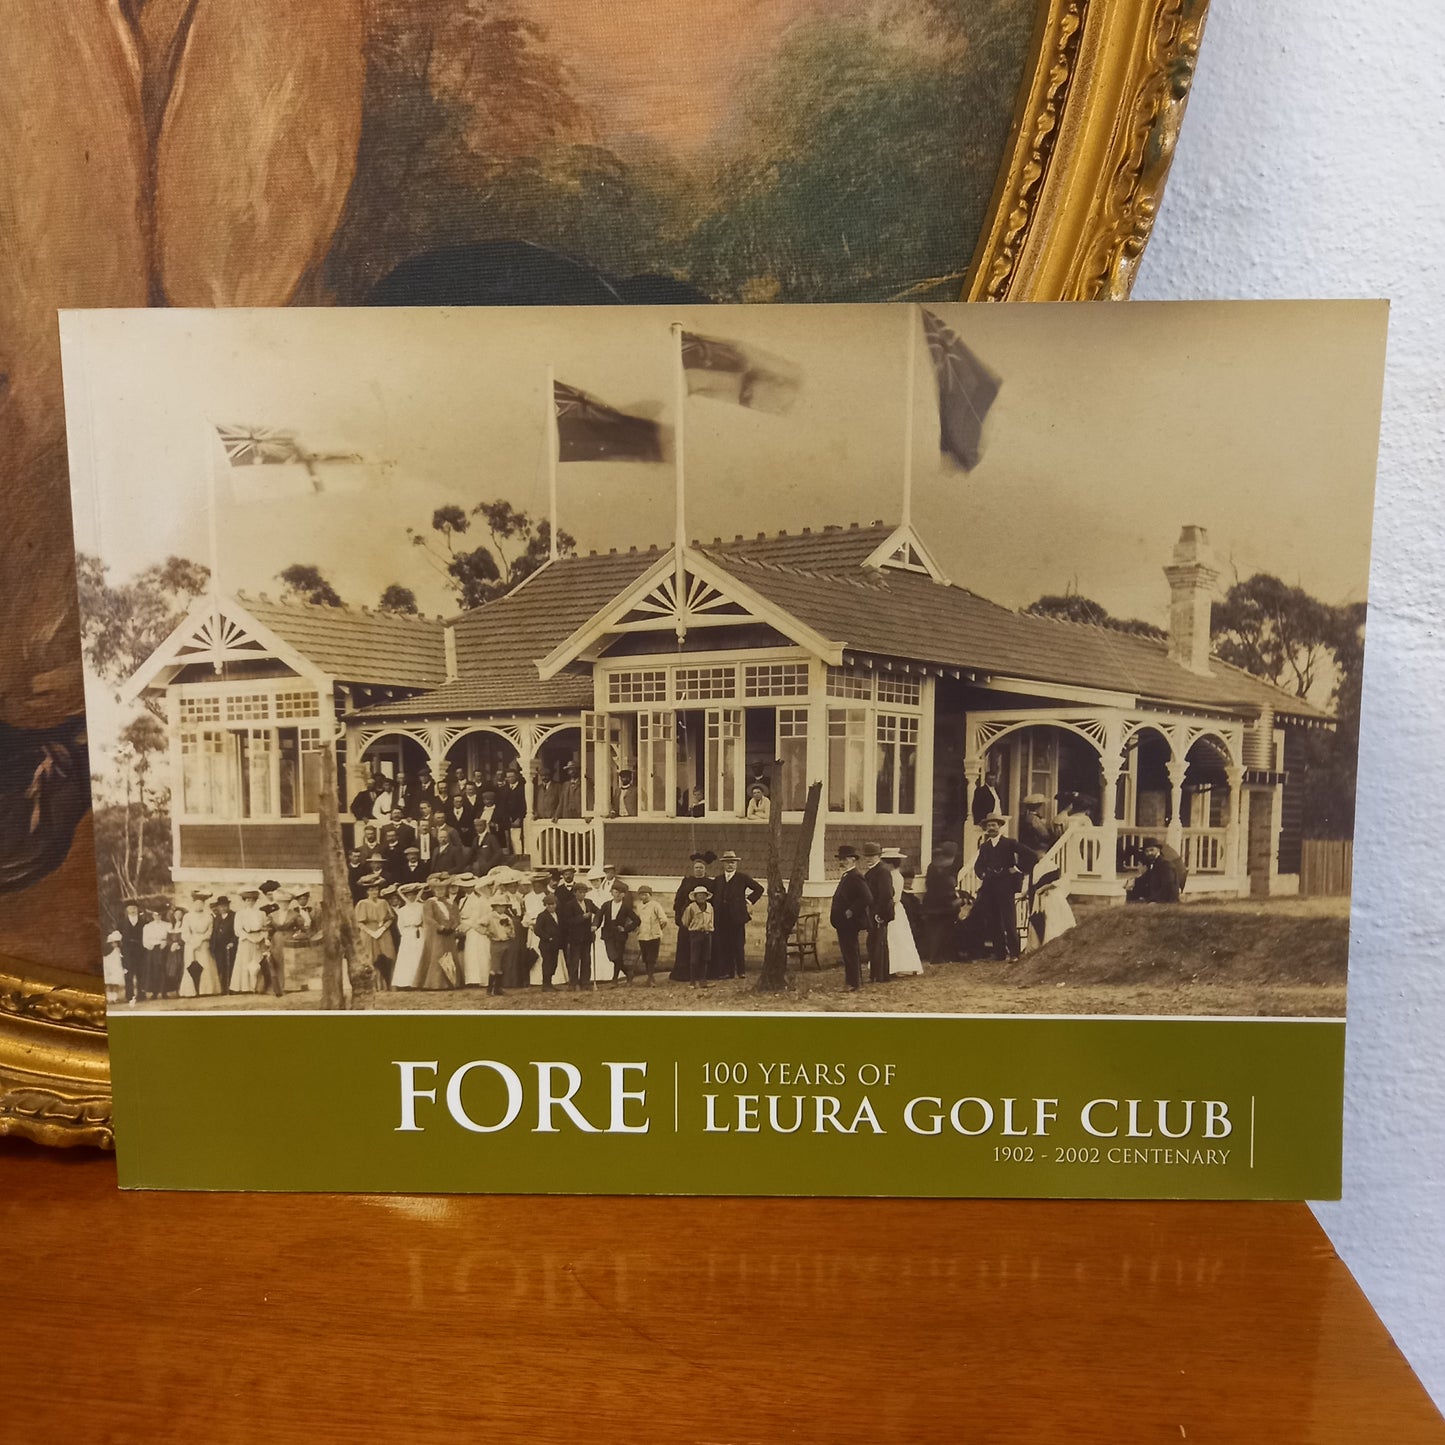 FORE
100 YEARS OF
LEURA GOLF CLUB
1902 - 2002 CENTENARY